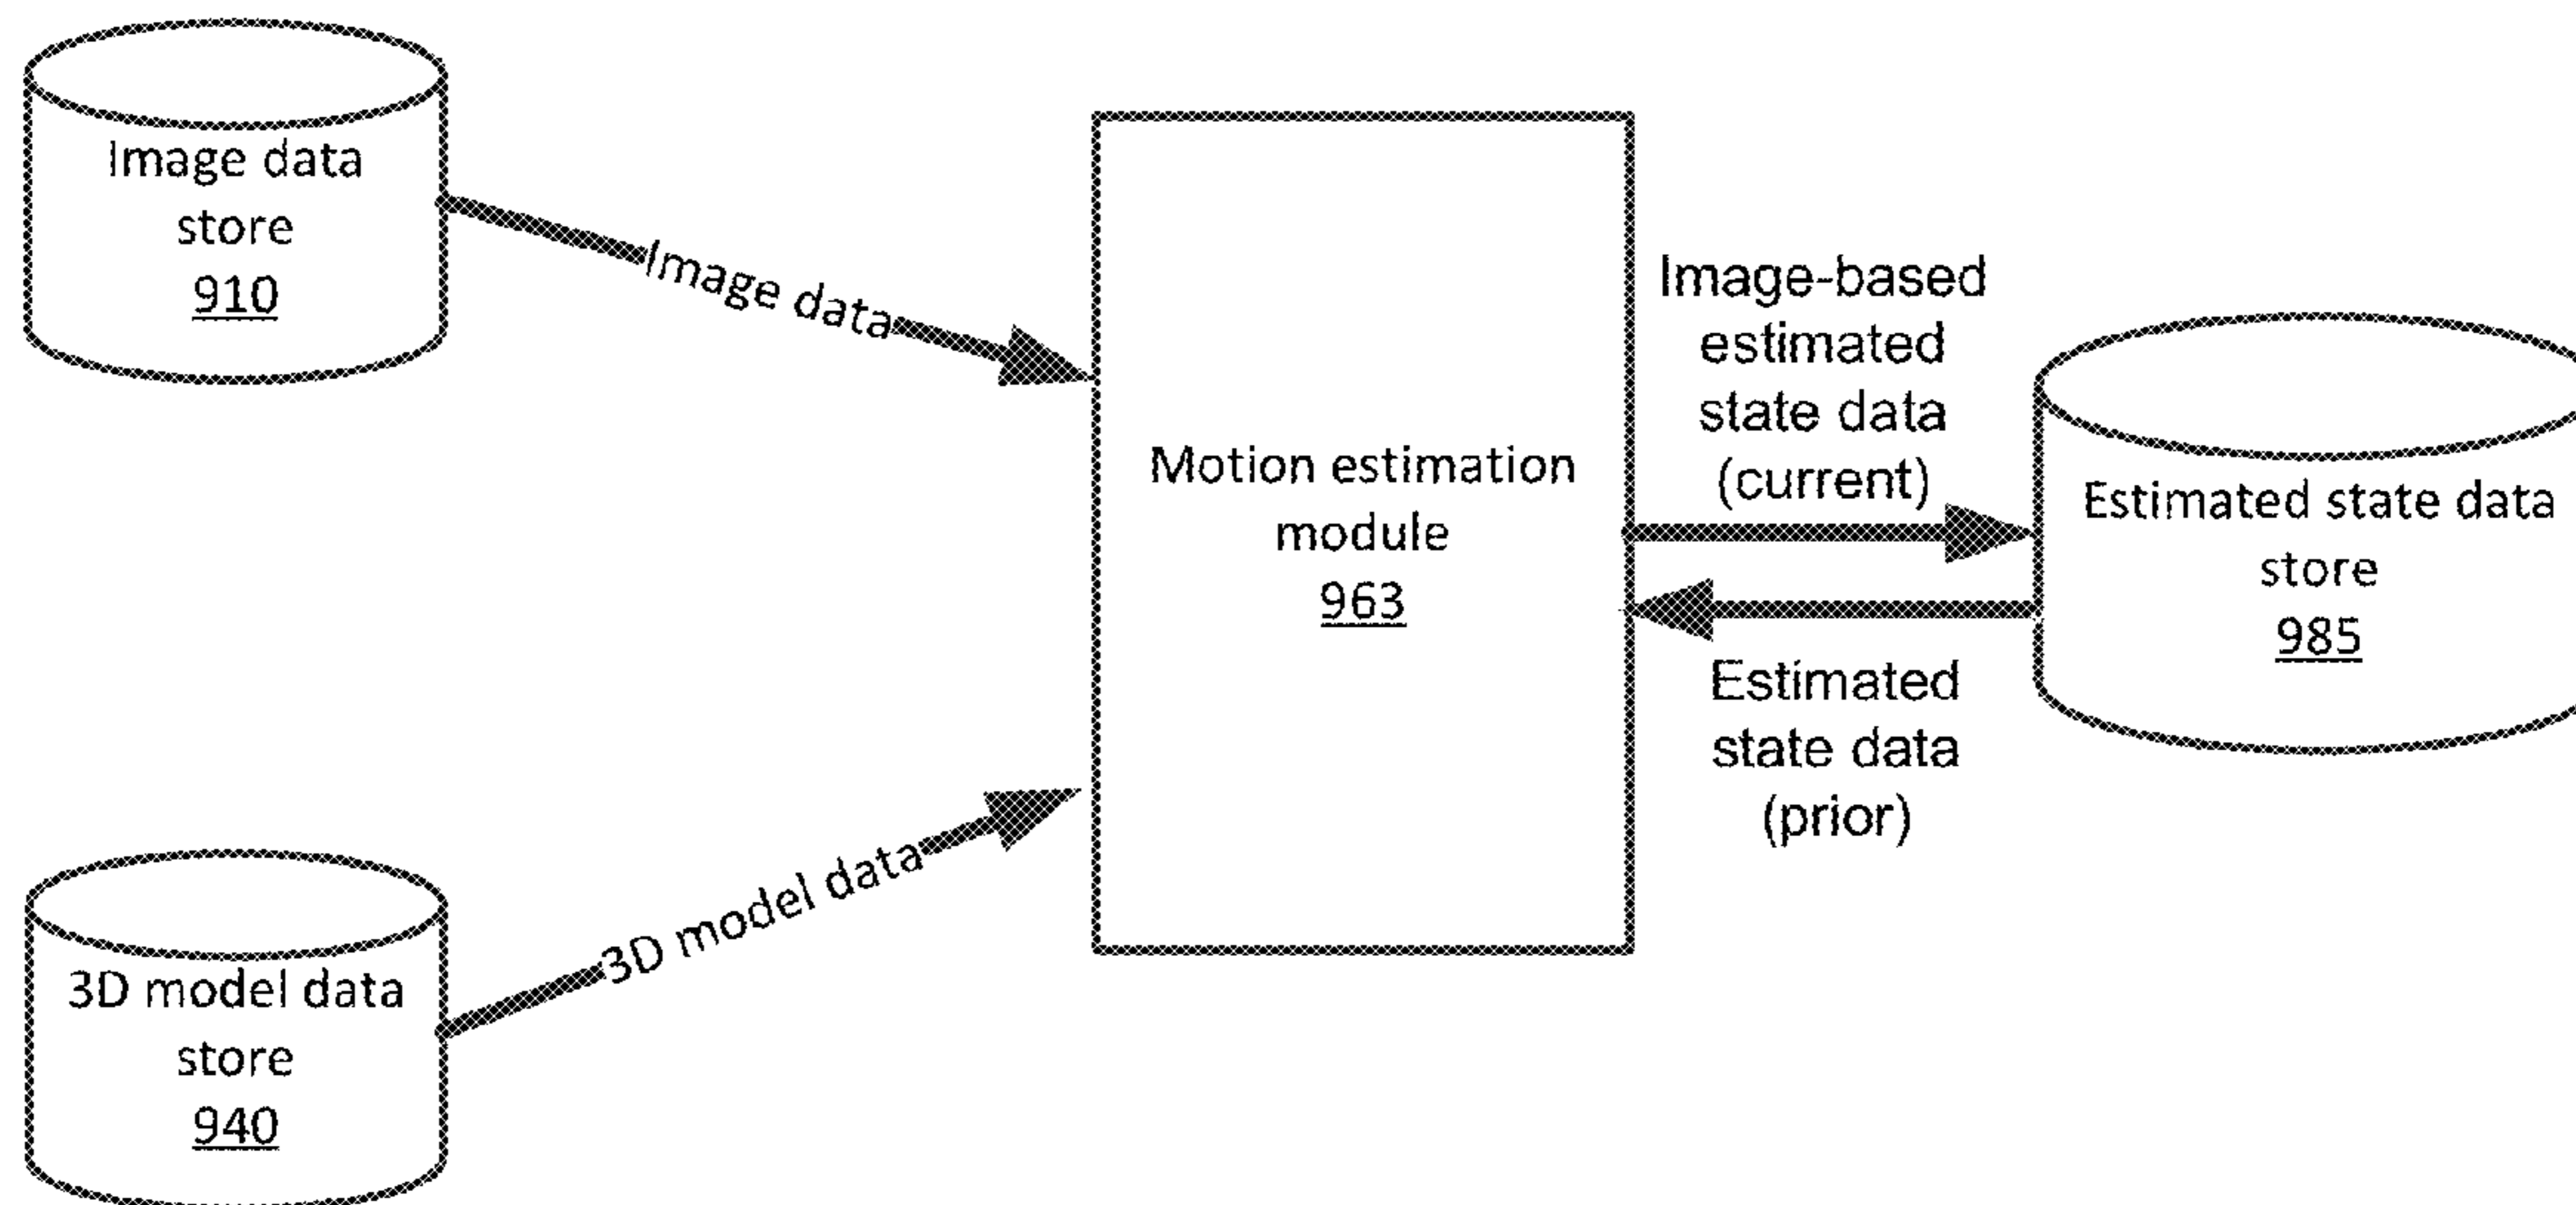 Image data
store
910
Image data
Motion estimation
module
963
Image-based
estimated
state data
(current)
Estimated
state data
(prior)
Estimated state data
store
985
3D model data
3D model data
store
940